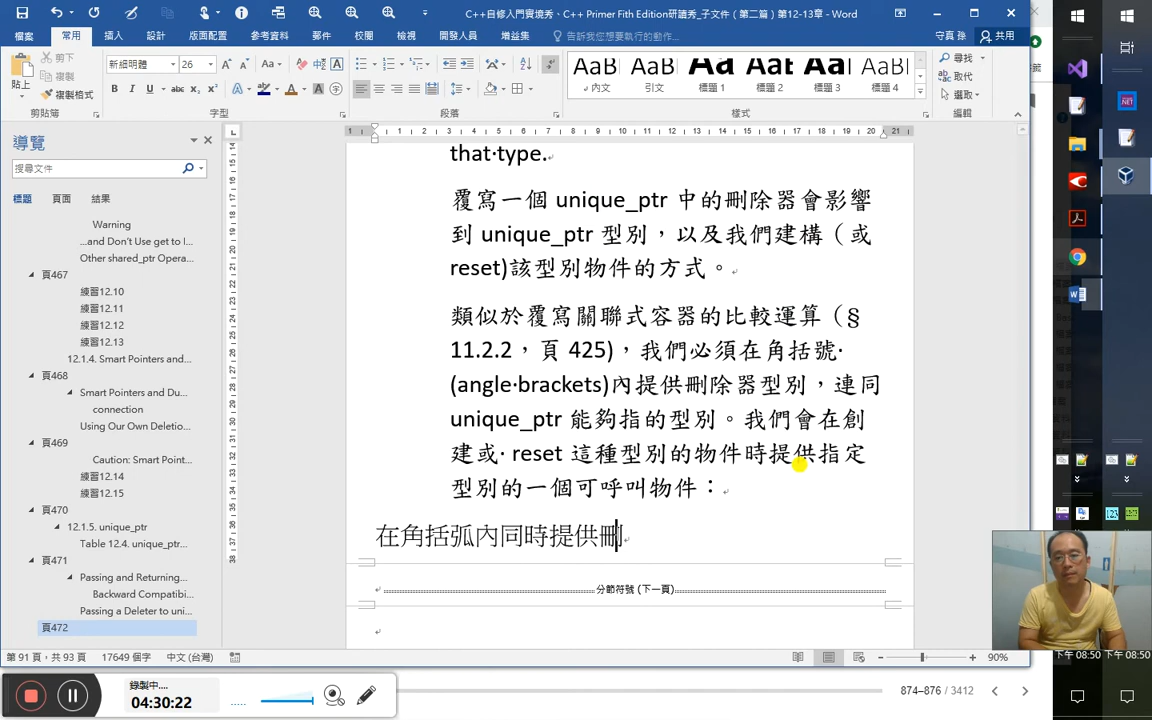 C++自修入門實境秀、C++ Primer Fith Edition研讀秀_子文件（第二篇）第12-13章 - Word
檔案 常用 插入 設計 版面配置 參考資料 郵件 校閱 檢視 開發人員 增益集 告訴我您想要執行的動作... 守真 孫 共用
貼上 剪下 複製 複製格式 剪貼簿
新細明體 26 字型
段落
AaB AaB AaB AaB AaB AaBI
內文 內文 標題 1 標題 2 標題 3 標題 4
樣式
尋找 取代 選取 編輯
導覽
搜尋文件
標題 頁面 結果
Warning
...and Don't Use get to I...
Other shared_ptr Opera...
頁467
練習12.10
練習12.11
練習12.12
練習12.13
12.1.4. Smart Pointers and...
頁468
Smart Pointers and Du...
connection
Using Our Own Deletio...
頁469
Caution: Smart Point...
練習12.14
練習12.15
頁470
12.1.5. unique_ptr
Table 12.4. unique_ptr...
頁471
Passing and Returning...
Backward Compatibi...
Passing a Deleter to uni...
頁472
that·type.
覆寫一個 unique_ptr 中的刪除器會影響
到 unique_ptr 型別，以及我們建構（或
reset)該型別物件的方式。
類似於覆寫關聯式容器的比較運算（§
11.2.2，頁 425)，我們必須在角括號·
(angle·brackets)內提供刪除器型別，連同
unique_ptr 能夠指的型別。我們會在創
建或· reset 這種型別的物件時提供指定
型別的一個可呼叫物件：
在角括弧內同時提供刪
分節符號 (下一頁)
第 91 頁，共 93 頁 17649 個字 中文 (台灣) 90%
錄製中....
04:30:22
874–876 / 3412
下午 08:50 下午 08:50